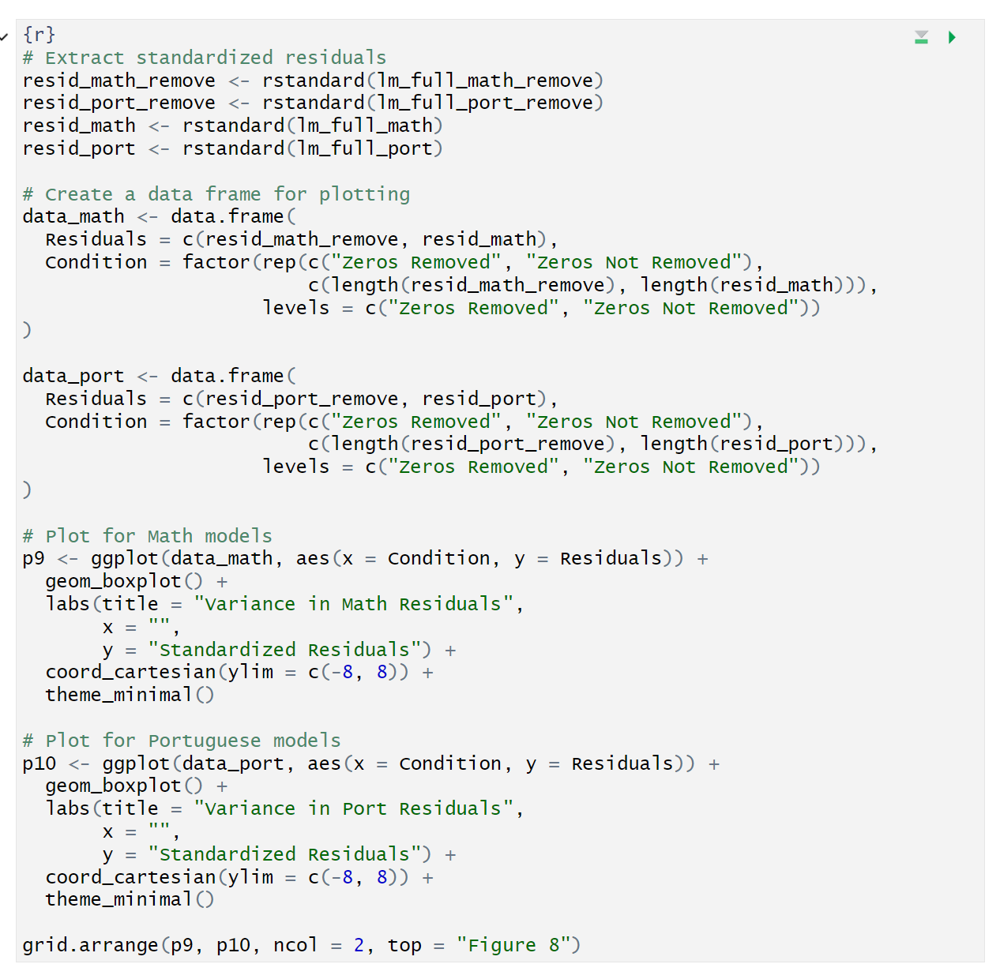 {r}
# Extract standardized residuals
resid_math_remove <- rstandard(lm_full_math_remove)
resid_port_remove <- rstandard(lm_full_port_remove)
resid_math <- rstandard(lm_full_math)
resid_port <- rstandard(lm_full_port)

# Create a data frame for plotting
data_math <- data.frame(
  Residuals = c(resid_math_remove, resid_math),
  Condition = factor(rep(c("Zeros Removed", "Zeros Not Removed"),
                         c(length(resid_math_remove), length(resid_math))),
                     levels = c("Zeros Removed", "Zeros Not Removed"))
)

data_port <- data.frame(
  Residuals = c(resid_port_remove, resid_port),
  Condition = factor(rep(c("Zeros Removed", "Zeros Not Removed"),
                         c(length(resid_port_remove), length(resid_port))),
                     levels = c("Zeros Removed", "Zeros Not Removed"))
)

# Plot for Math models
p9 <- ggplot(data_math, aes(x = Condition, y = Residuals)) +
  geom_boxplot() +
  labs(title = "Variance in Math Residuals",
       x = "",
       y = "Standardized Residuals") +
  coord_cartesian(ylim = c(-8, 8)) +
  theme_minimal()

# Plot for Portuguese models
p10 <- ggplot(data_port, aes(x = Condition, y = Residuals)) +
  geom_boxplot() +
  labs(title = "Variance in Port Residuals",
       x = "",
       y = "Standardized Residuals") +
  coord_cartesian(ylim = c(-8, 8)) +
  theme_minimal()

grid.arrange(p9, p10, ncol = 2, top = "Figure 8")